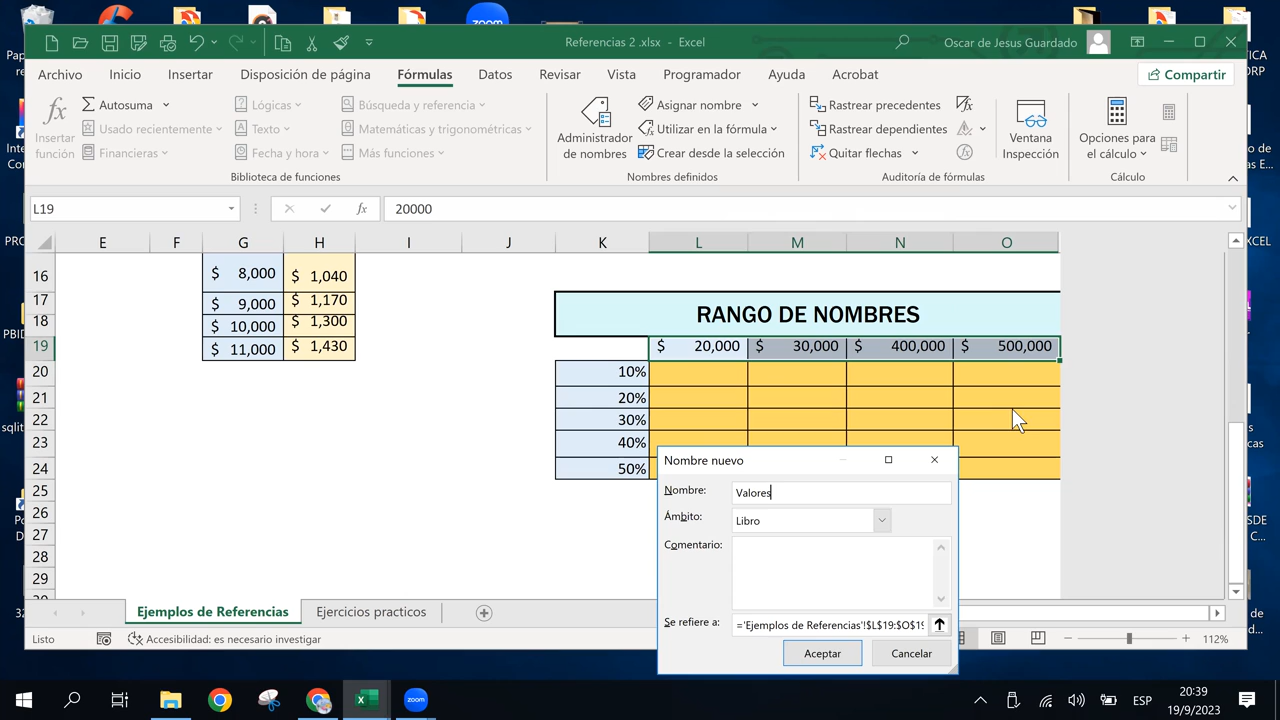 Referencias 2 .xlsx - Excel
Oscar de Jesus Guardado
Archivo Inicio Insertar Disposición de página Fórmulas Datos Revisar Vista Programador Ayuda Acrobat Compartir
Insertar función
Autosuma
Usado recientemente
Financieras
Lógicas
Texto
Fecha y hora
Búsqueda y referencia
Matemáticas y trigonométricas
Más funciones
Biblioteca de funciones
Administrador de nombres
Asignar nombre
Utilizar en la fórmula
Crear desde la selección
Nombres definidos
Rastrear precedentes
Rastrear dependientes
Quitar flechas
Auditoría de fórmulas
Ventana Inspección
Opciones para el cálculo
Cálculo
L19 fx 20000
E F G H I J K L M N O
16 $ 8,000 $ 1,040
17 $ 9,000 $ 1,170
18 $ 10,000 $ 1,300
RANGO DE NOMBRES
19 $ 11,000 $ 1,430 $ 20,000 $ 30,000 $ 400,000 $ 500,000
20 10%
21 20%
22 30%
23 40%
24 50%
25
26
27
28
29
Nombre nuevo
Nombre: Valores
Ámbito: Libro
Comentario:
Se refiere a: ='Ejemplos de Referencias'!$L$19:$O$19
Aceptar Cancelar
Ejemplos de Referencias Ejercicios practicos
Listo Accesibilidad: es necesario investigar 112%
zoom
zoom
ESP
20:39
19/9/2023